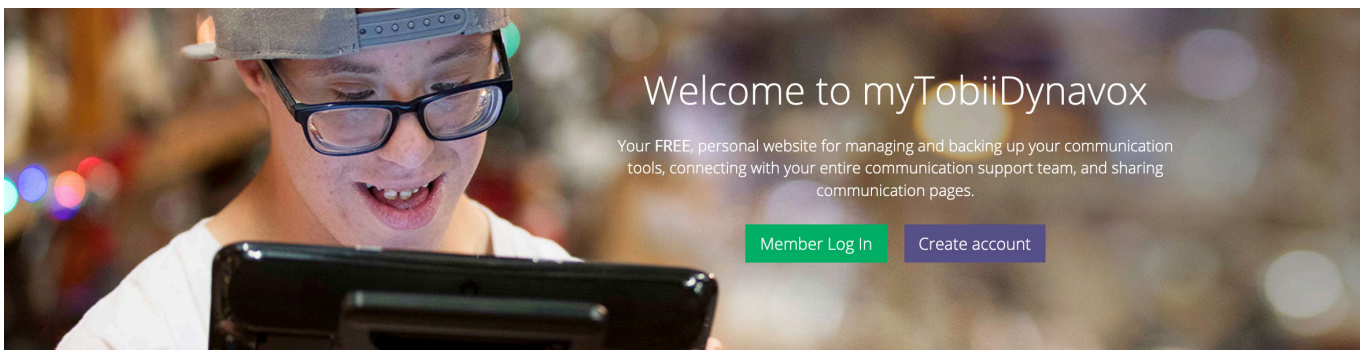 Welcome to myTobiiDynavox
Your FREE, personal website for managing and backing up your communication
tools, connecting with your entire communication support team, and sharing
communication pages.
Member Log In
Create account